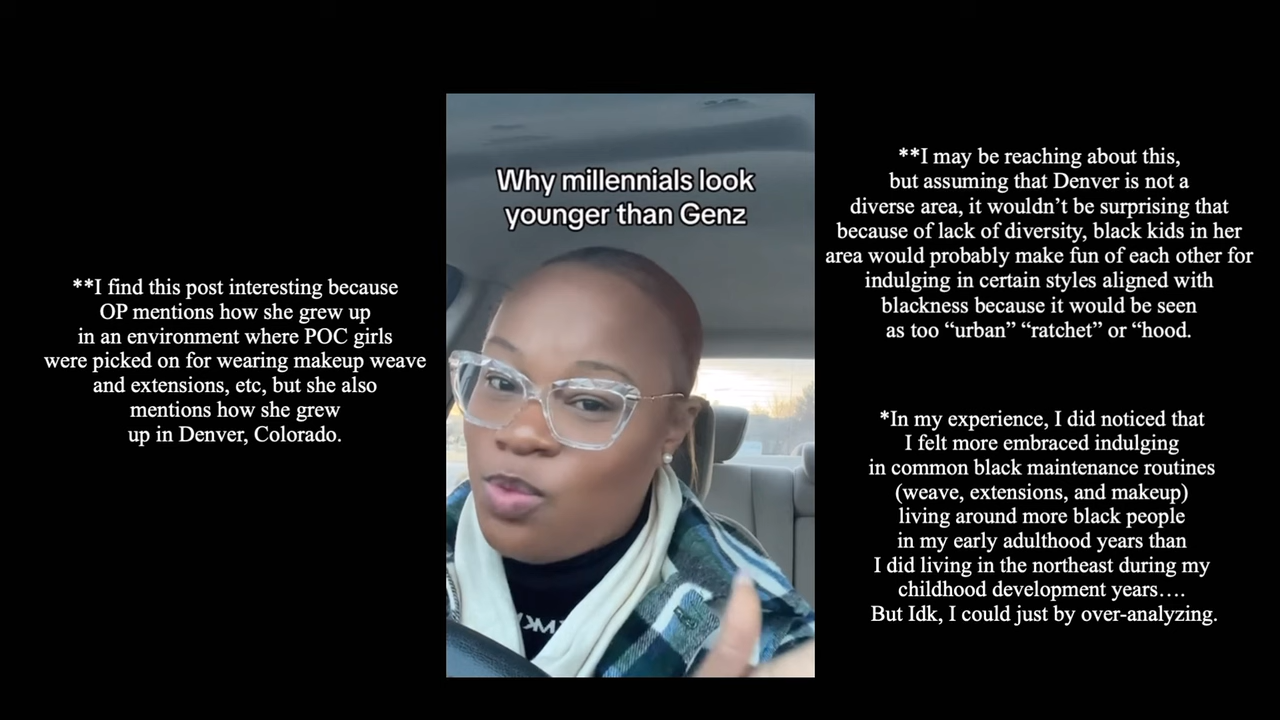 **I find this post interesting because
OP mentions how she grew up
in an environment where POC girls
were picked on for wearing makeup weave
and extensions, etc, but she also
mentions how she grew
up in Denver, Colorado.
Why millennials look
younger than Genz
**I may be reaching about this,
but assuming that Denver is not a
diverse area, it wouldn’t be surprising that
because of lack of diversity, black kids in her
area would probably make fun of each other for
indulging in certain styles aligned with
blackness because it would be seen
as too “urban” “ratchet” or “hood.
*In my experience, I did noticed that
I felt more embraced indulging
in common black maintenance routines
(weave, extensions, and makeup)
living around more black people
in my early adulthood years than
I did living in the northeast during my
childhood development years….
But Idk, I could just by over-analyzing.